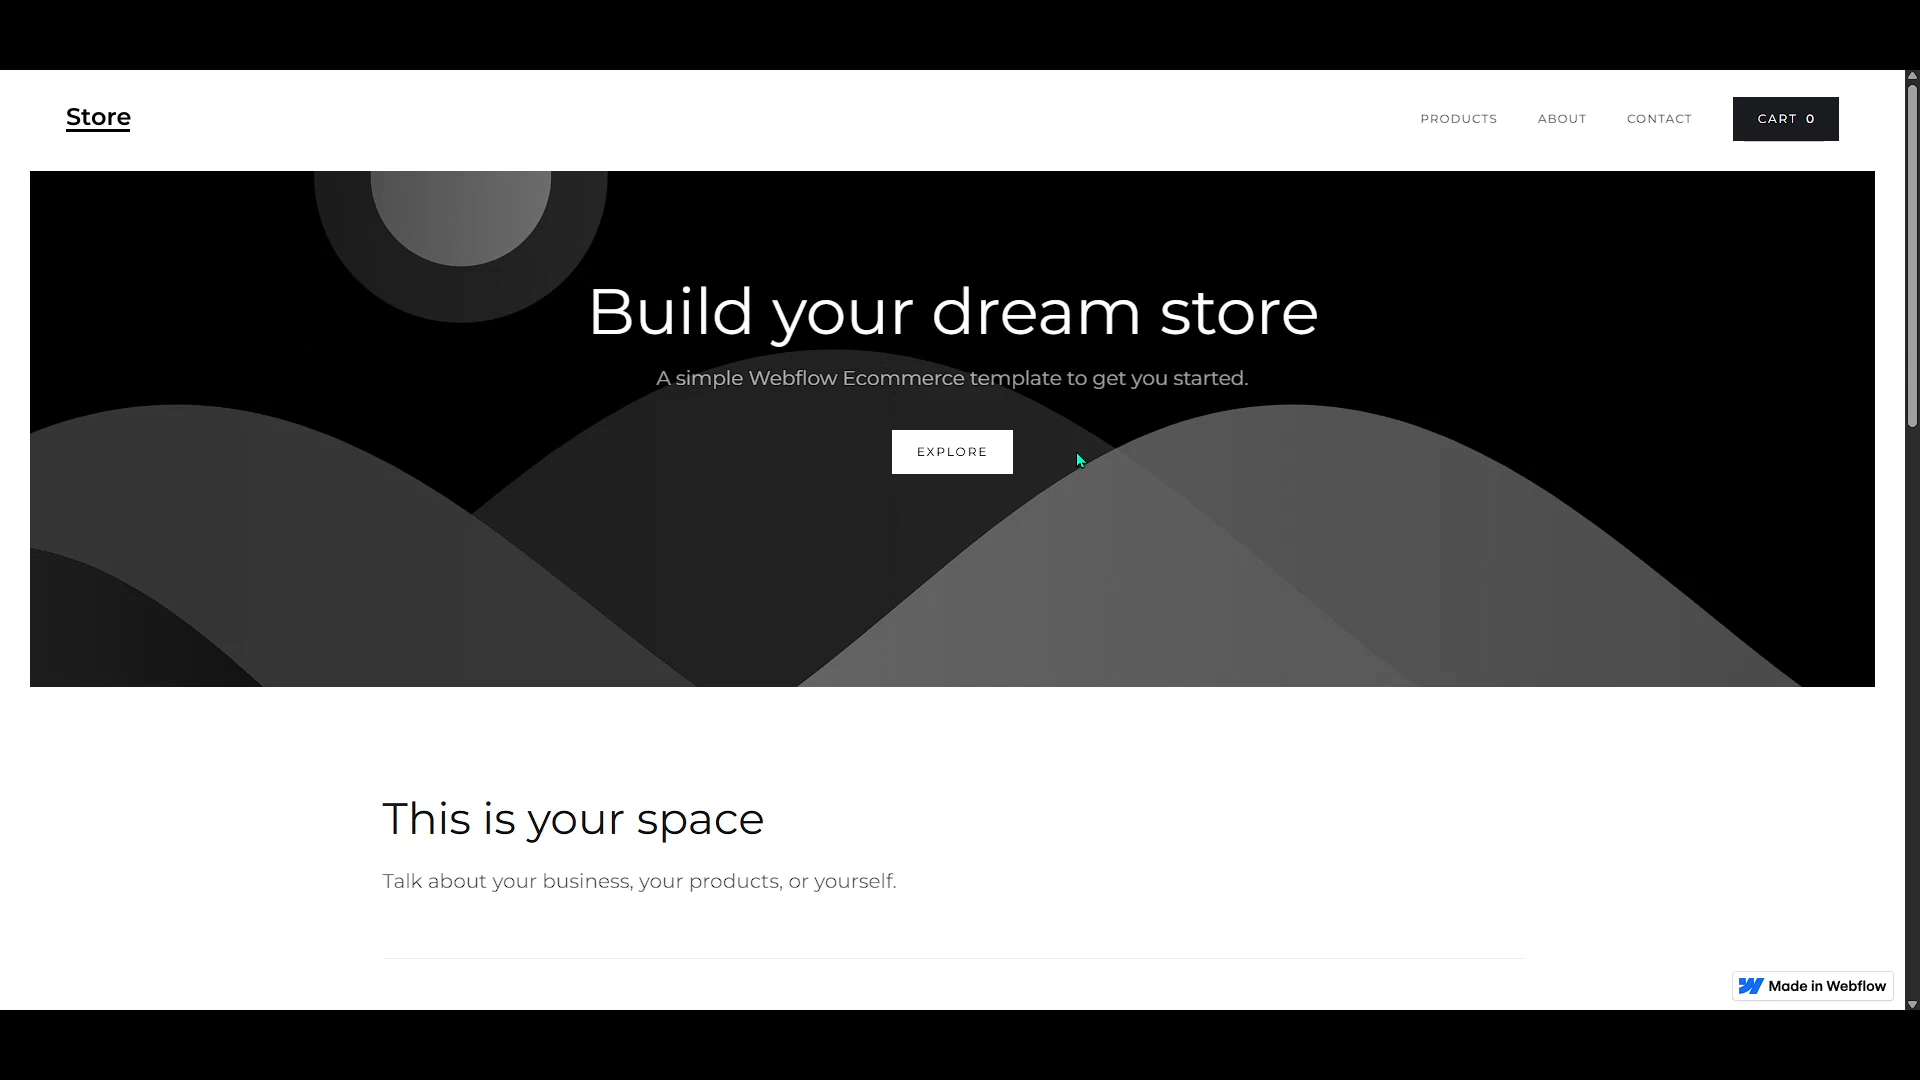 Store
PRODUCTS ABOUT CONTACT CART 0
Build your dream store
A simple Webflow Ecommerce template to get you started.
EXPLORE
This is your space
Talk about your business, your products, or yourself.
Made in Webflow